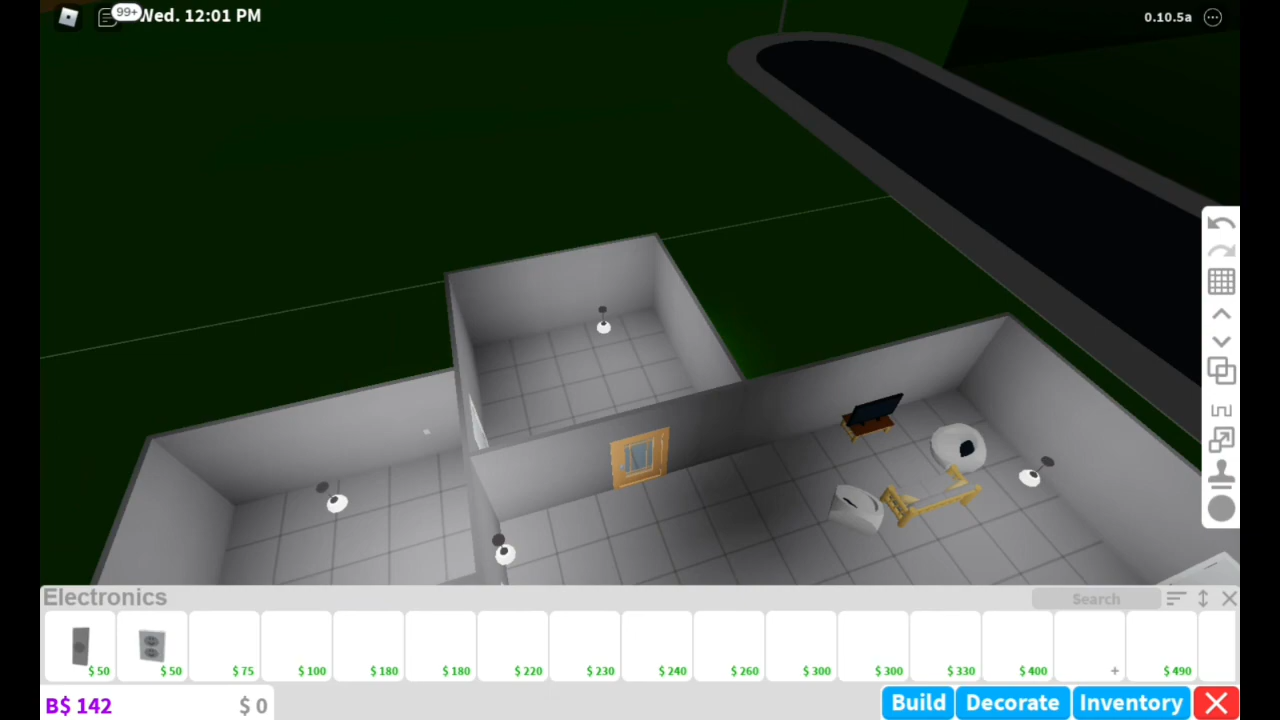 99+
Wed. 12:01 PM
0.10.5a
Electronics
Search
$ 50
$ 50
$ 75
$ 100
$ 180
$ 180
$ 220
$ 230
$ 240
$ 260
$ 300
$ 300
$ 330
$ 400
+
$ 490
B$ 142
$ 0
Build
Decorate
Inventory